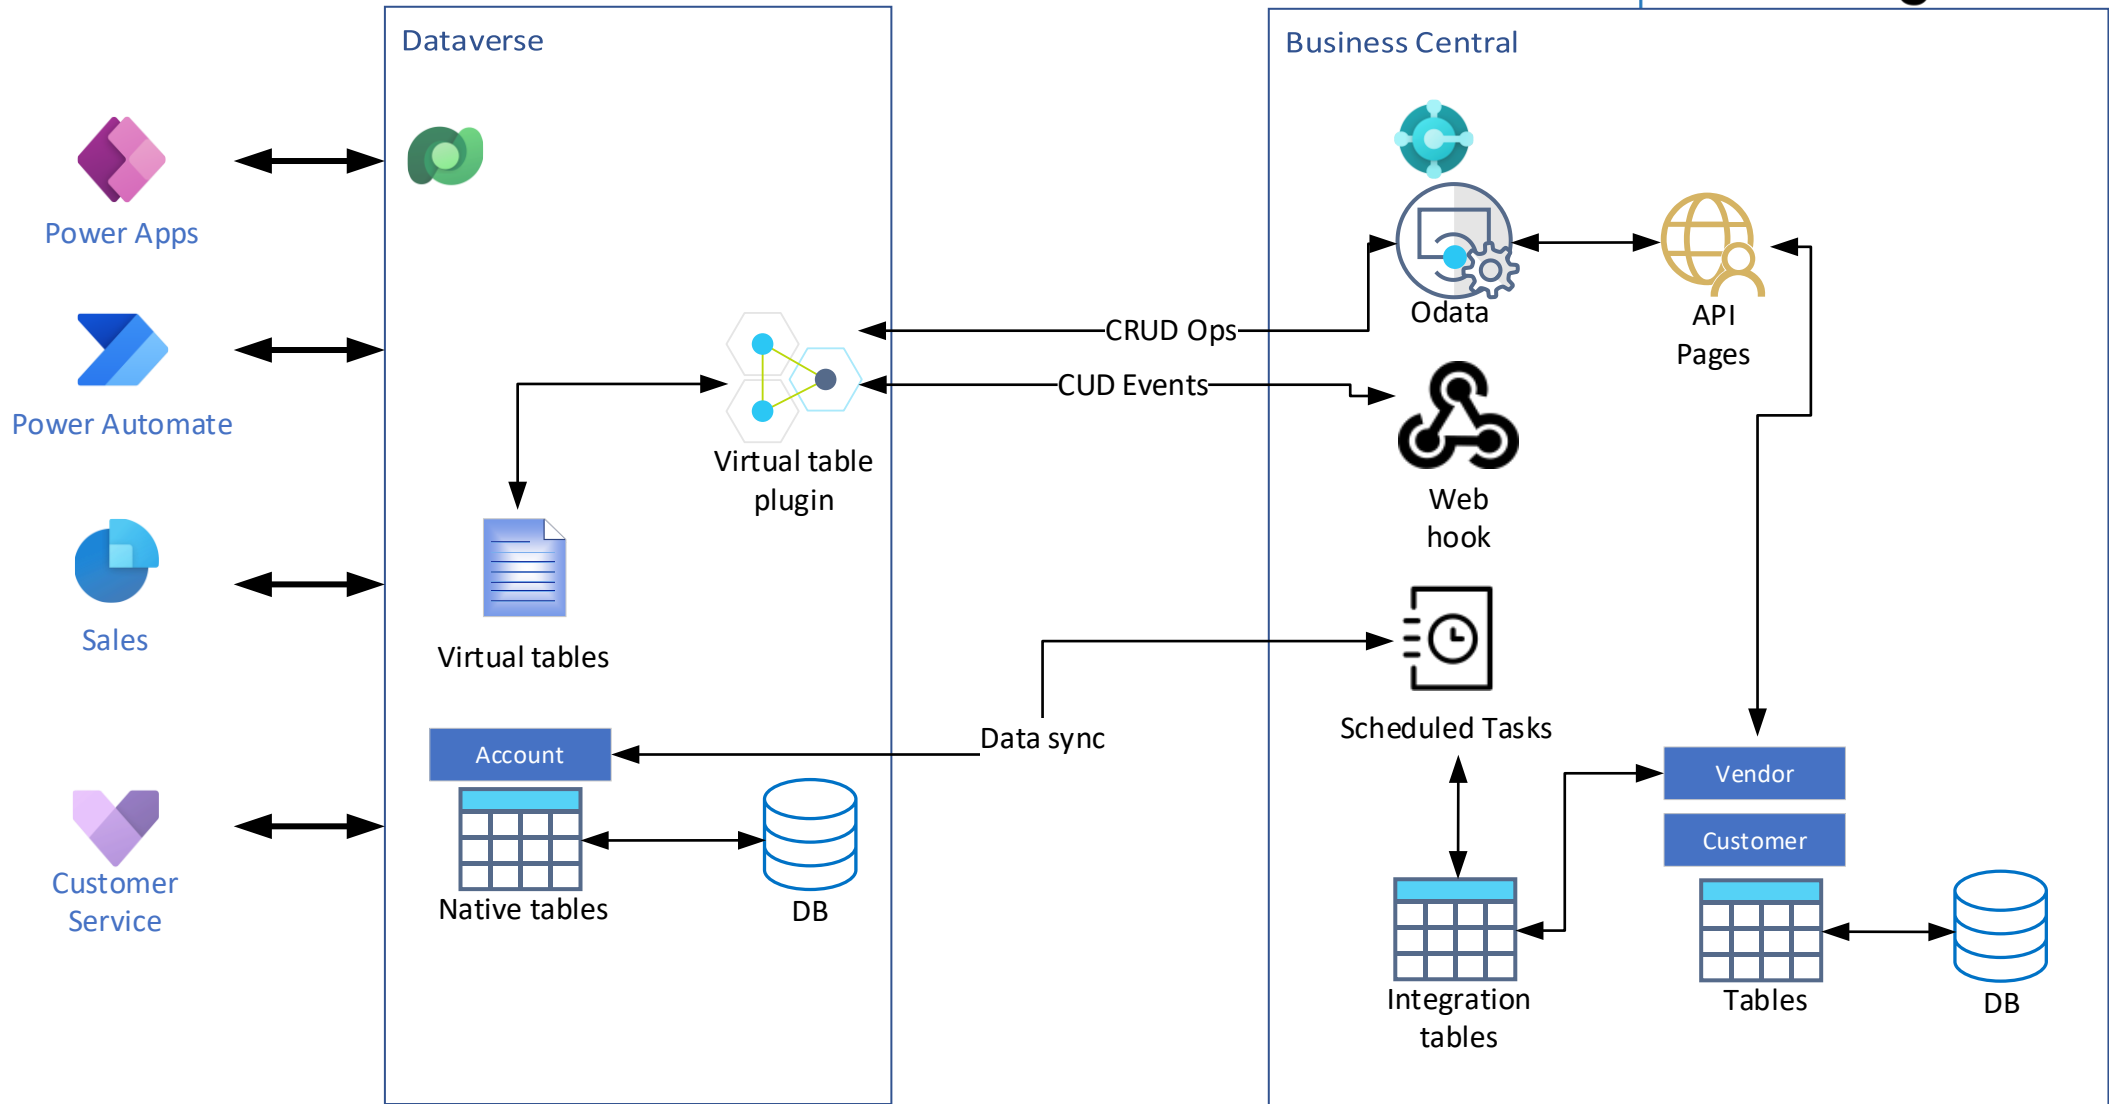 Dataverse
Business Central
Power Apps
Power Automate
Sales
Customer
Service
Virtual table
plugin
Virtual tables
Account
Native tables
DB
CRUD Ops
CUD Events
Data sync
Odata
API
Pages
Web
hook
Scheduled Tasks
Vendor
Customer
Integration
tables
Tables
DB